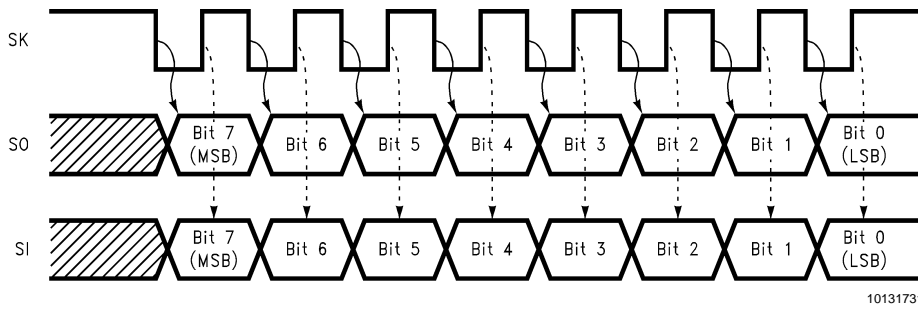 SK
SO
Bit 7 (MSB) Bit 6 Bit 5 Bit 4 Bit 3 Bit 2 Bit 1 Bit 0 (LSB)
SI
Bit 7 (MSB) Bit 6 Bit 5 Bit 4 Bit 3 Bit 2 Bit 1 Bit 0 (LSB)
10131731